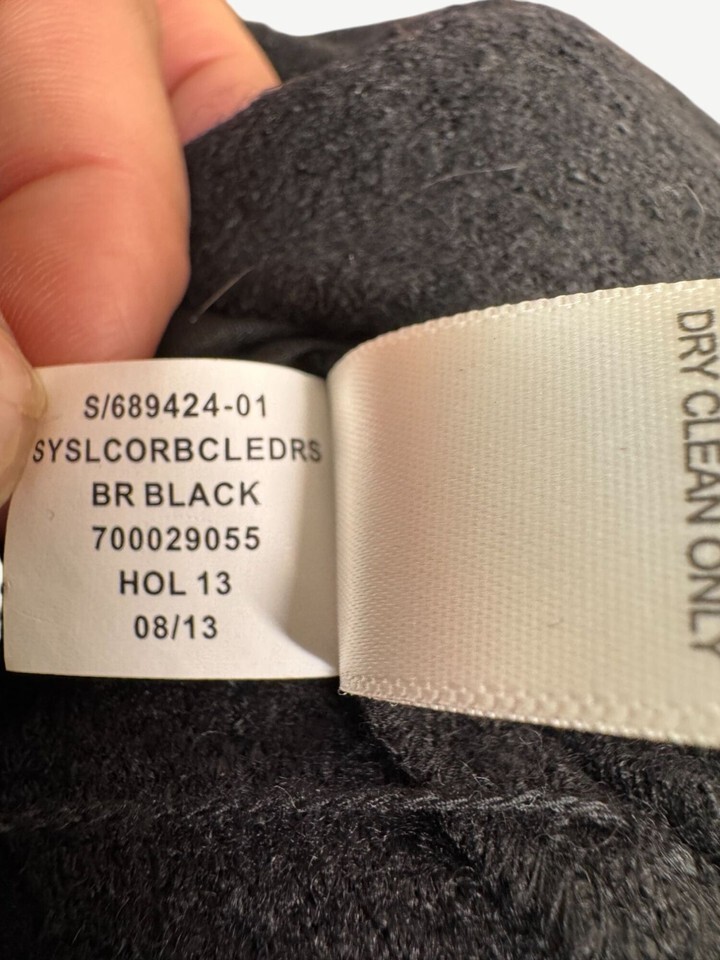 S/689424-01
SYSLCORBCLEDRS
BR BLACK
700029055
HOL 13
08/13
DRY CLEAN ONLY